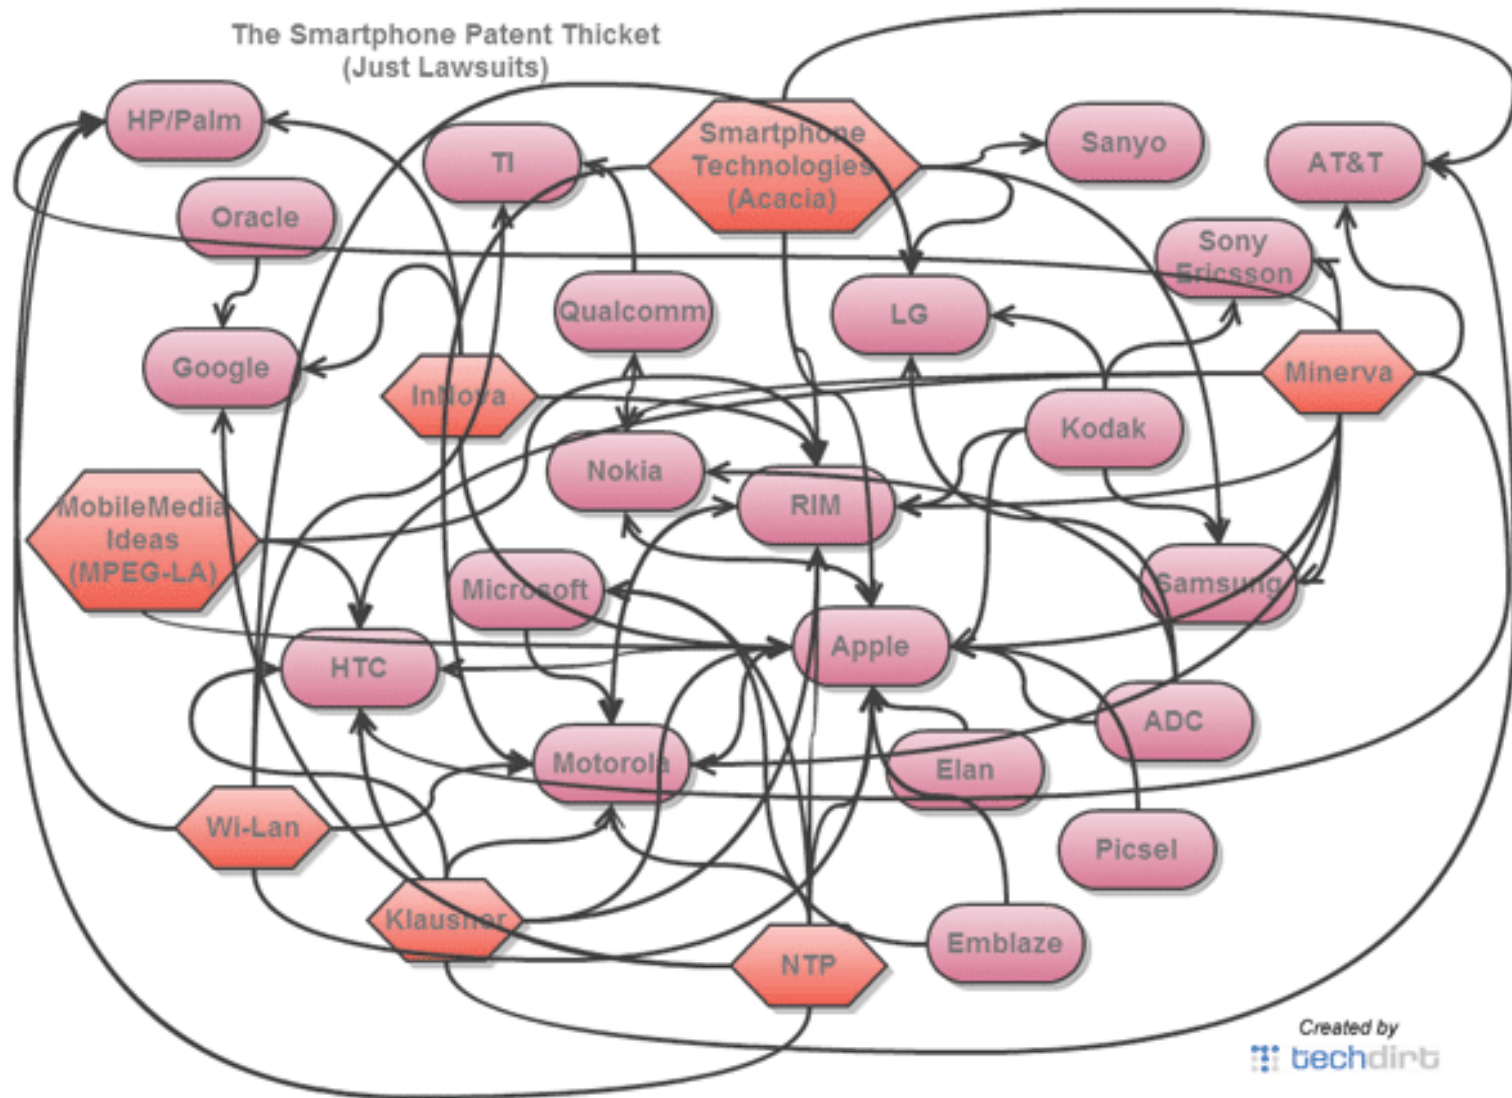 The Smartphone Patent Thicket
(Just Lawsuits)
HP/Palm
TI
Smartphone
Technologies
(Acacia)
Sanyo
AT&T
Oracle
Sony
Ericsson
Qualcomm
LG
Google
InNova
Minerva
Kodak
Nokia
RIM
MobileMedia
Ideas
(MPEG-LA)
Microsoft
Samsung
HTC
Apple
ADC
Motorola
Elan
Wi-Lan
Picsel
Klausner
NTP
Emblaze
Created by
techdirt